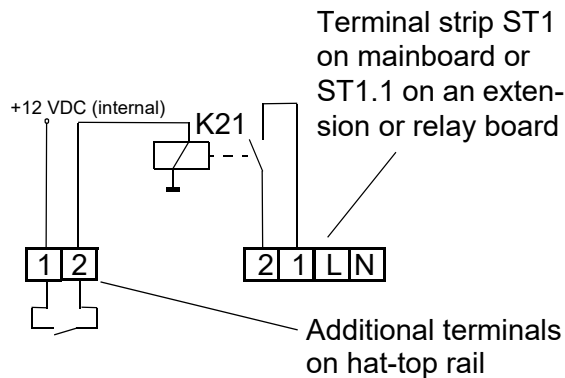 Terminal strip ST1
on mainboard or
ST1.1 on an exten-
sion or relay board
+12 VDC (internal)
K21
1 2
2 1 L N
Additional terminals
on hat-top rail